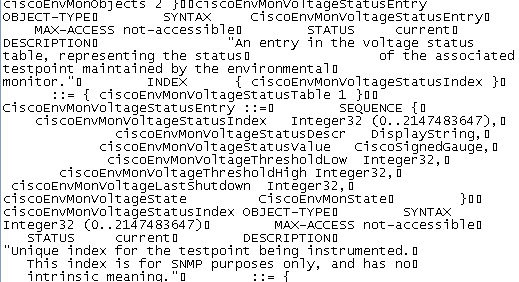 ciscoEnvMonObjects 2 }▯▯ciscoEnvMonVoltageStatusEntry
OBJECT-TYPE▯ SYNTAX CiscoEnvMonVoltageStatusEntry▯
MAX-ACCESS not-accessible▯ STATUS current▯
DESCRIPTION▯ "An entry in the voltage status
table, representing the status▯ of the associated
testpoint maintained by the environmental▯
monitor."▯ INDEX { ciscoEnvMonVoltageStatusIndex }▯
::= { ciscoEnvMonVoltageStatusTable 1 }▯▯
CiscoEnvMonVoltageStatusEntry ::=▯ SEQUENCE {▯
ciscoEnvMonVoltageStatusIndex Integer32 (0..2147483647),▯
ciscoEnvMonVoltageStatusDescr DisplayString,▯
ciscoEnvMonVoltageStatusValue CiscoSignedGauge,▯
ciscoEnvMonVoltageThresholdLow Integer32,▯
ciscoEnvMonVoltageThresholdHigh Integer32,▯
ciscoEnvMonVoltageLastShutdown Integer32,▯
ciscoEnvMonVoltageState CiscoEnvMonState▯ }▯▯
ciscoEnvMonVoltageStatusIndex OBJECT-TYPE▯ SYNTAX
Integer32 (0..2147483647)▯ MAX-ACCESS not-accessible▯
STATUS current▯ DESCRIPTION▯
"Unique index for the testpoint being instrumented.▯
This index is for SNMP purposes only, and has no▯
intrinsic meaning."▯ ::= {